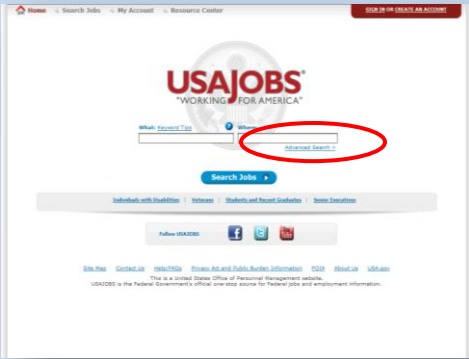 Home Search Jobs My Account Resource Center SIGN IN OR CREATE AN ACCOUNT
USAJOBS®
"WORKING FOR AMERICA"
What: Keyword Tips ? Where:
Advanced Search >
Search Jobs
Individuals with Disabilities | Veterans | Students and Recent Graduates | Senior Executives
Follow USAJOBS
Site Map Contact Us Help/FAQs Privacy Act and Public Burden Information FOIA About Us USA.gov
This is a United States Office of Personnel Management website.
USAJOBS is the Federal Government's official one-stop source for Federal jobs and employment information.